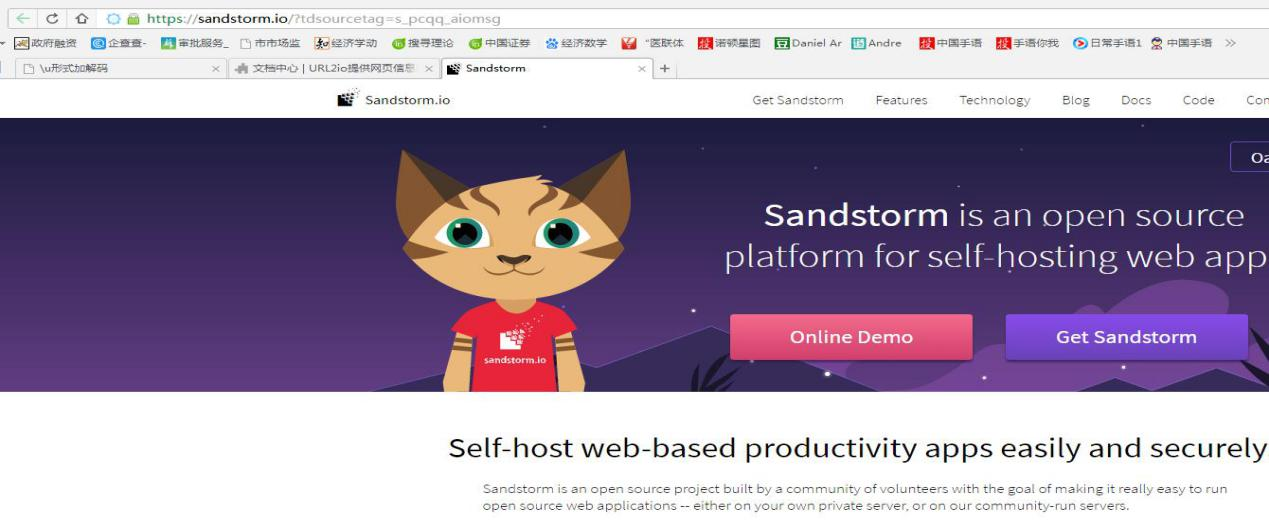 https://sandstorm.io/?tdsourcetag=s_pcqq_aiomsg
政府融资 企查查- 审批服务_ 市市场监 经济学动 搜寻理论 中国证券 经济数学 "医联体 诺顿星图 Daniel Ar Andre 中国手语 手语你我 日常手语1 中国手语
\u形式加解码 文档中心 | URL2io提供网页信息 Sandstorm
Sandstorm.io Get Sandstorm Features Technology Blog Docs Code Con
Oa
Sandstorm is an open source
platform for self-hosting web app
Online Demo Get Sandstorm
sandstorm.io
Self-host web-based productivity apps easily and securely
Sandstorm is an open source project built by a community of volunteers with the goal of making it really easy to run
open source web applications -- either on your own private server, or on our community-run servers.